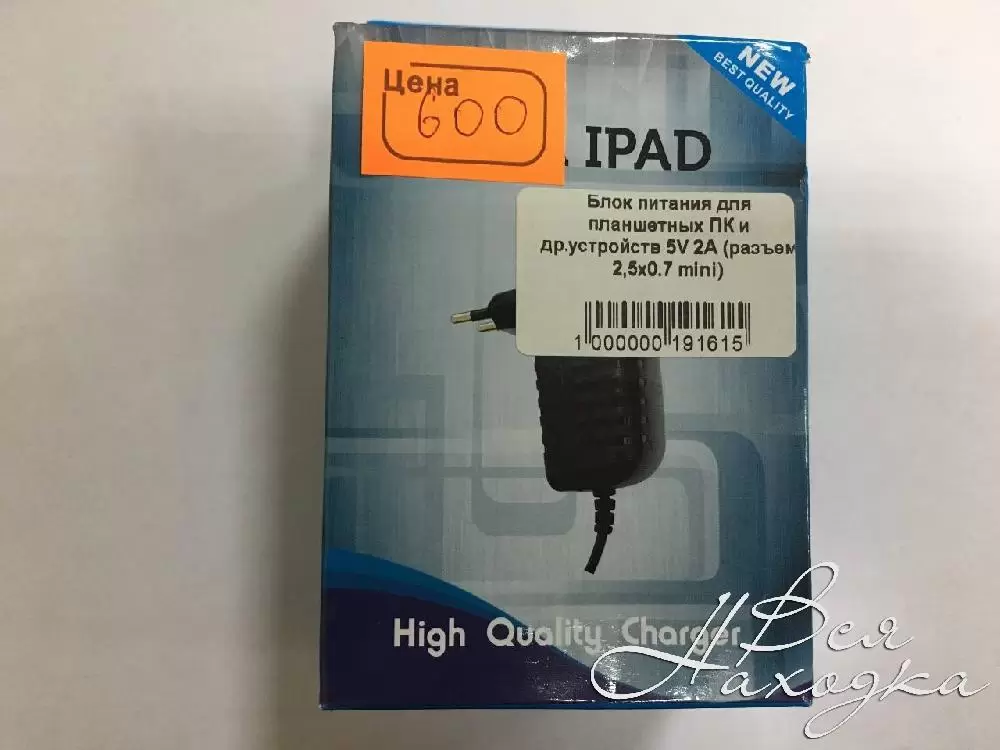 Цена
600
NEW
BEST QUALITY
IPAD
Блок питания для
планшетных ПК и
др.устройств 5V 2A (разъем
2,5x0.7 mini)
1 000000 191615
High Quality Charger
Вся
Находка